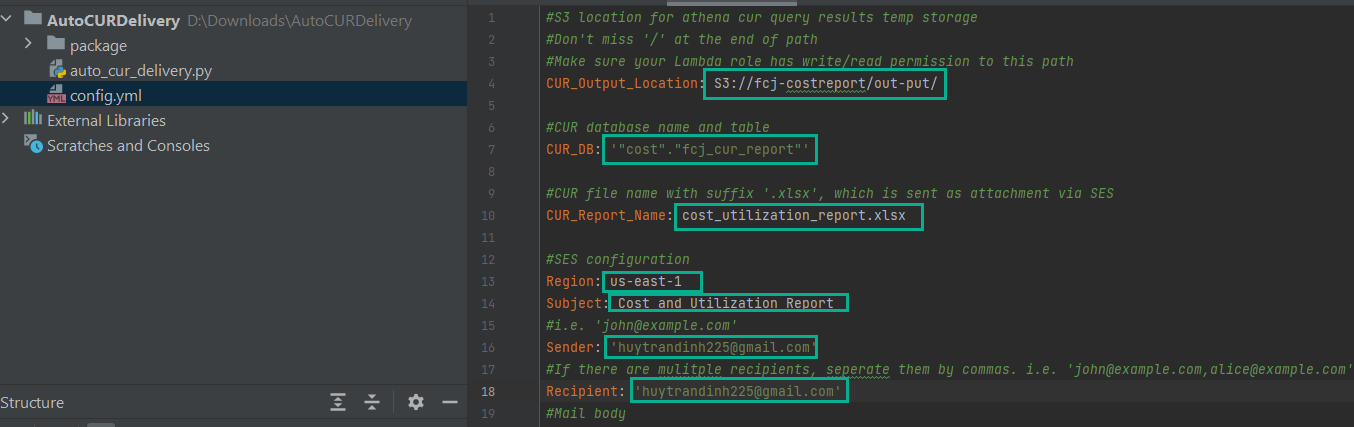 AutoCURDelivery D:\Downloads\AutoCURDelivery
package
auto_cur_delivery.py
config.yml
External Libraries
Scratches and Consoles
Structure
1 #S3 location for athena cur query results temp storage
2 #Don't miss '/' at the end of path
3 #Make sure your Lambda role has write/read permission to this path
4 CUR_Output_Location: S3://fcj-costreport/out-put/
5
6 #CUR database name and table
7 CUR_DB: '"cost"."fcj_cur_report"'
8
9 #CUR file name with suffix '.xlsx', which is sent as attachment via SES
10 CUR_Report_Name: cost_utilization_report.xlsx
11
12 #SES configuration
13 Region: us-east-1
14 Subject: Cost and Utilization Report
15 #i.e. 'john@example.com'
16 Sender: 'huytrandinh225@gmail.com'
17 #If there are mulitple recipients, seperate them by commas. i.e. 'john@example.com,alice@example.com'
18 Recipient: 'huytrandinh225@gmail.com'
19 #Mail body